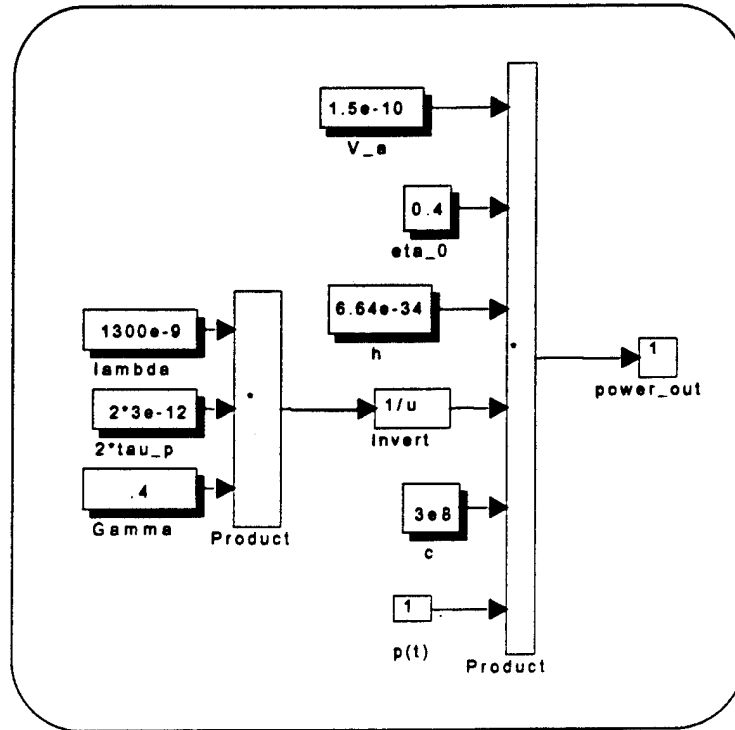 1.5e-10
V_a
0.4
eta_0
1300e-9
lambda
6.64e-34
h
*
*
1
power_out
2*3e-12
2*tau_p
1/u
Invert
.4
Gamma
Product
3e8
c
1
p(t)
Product